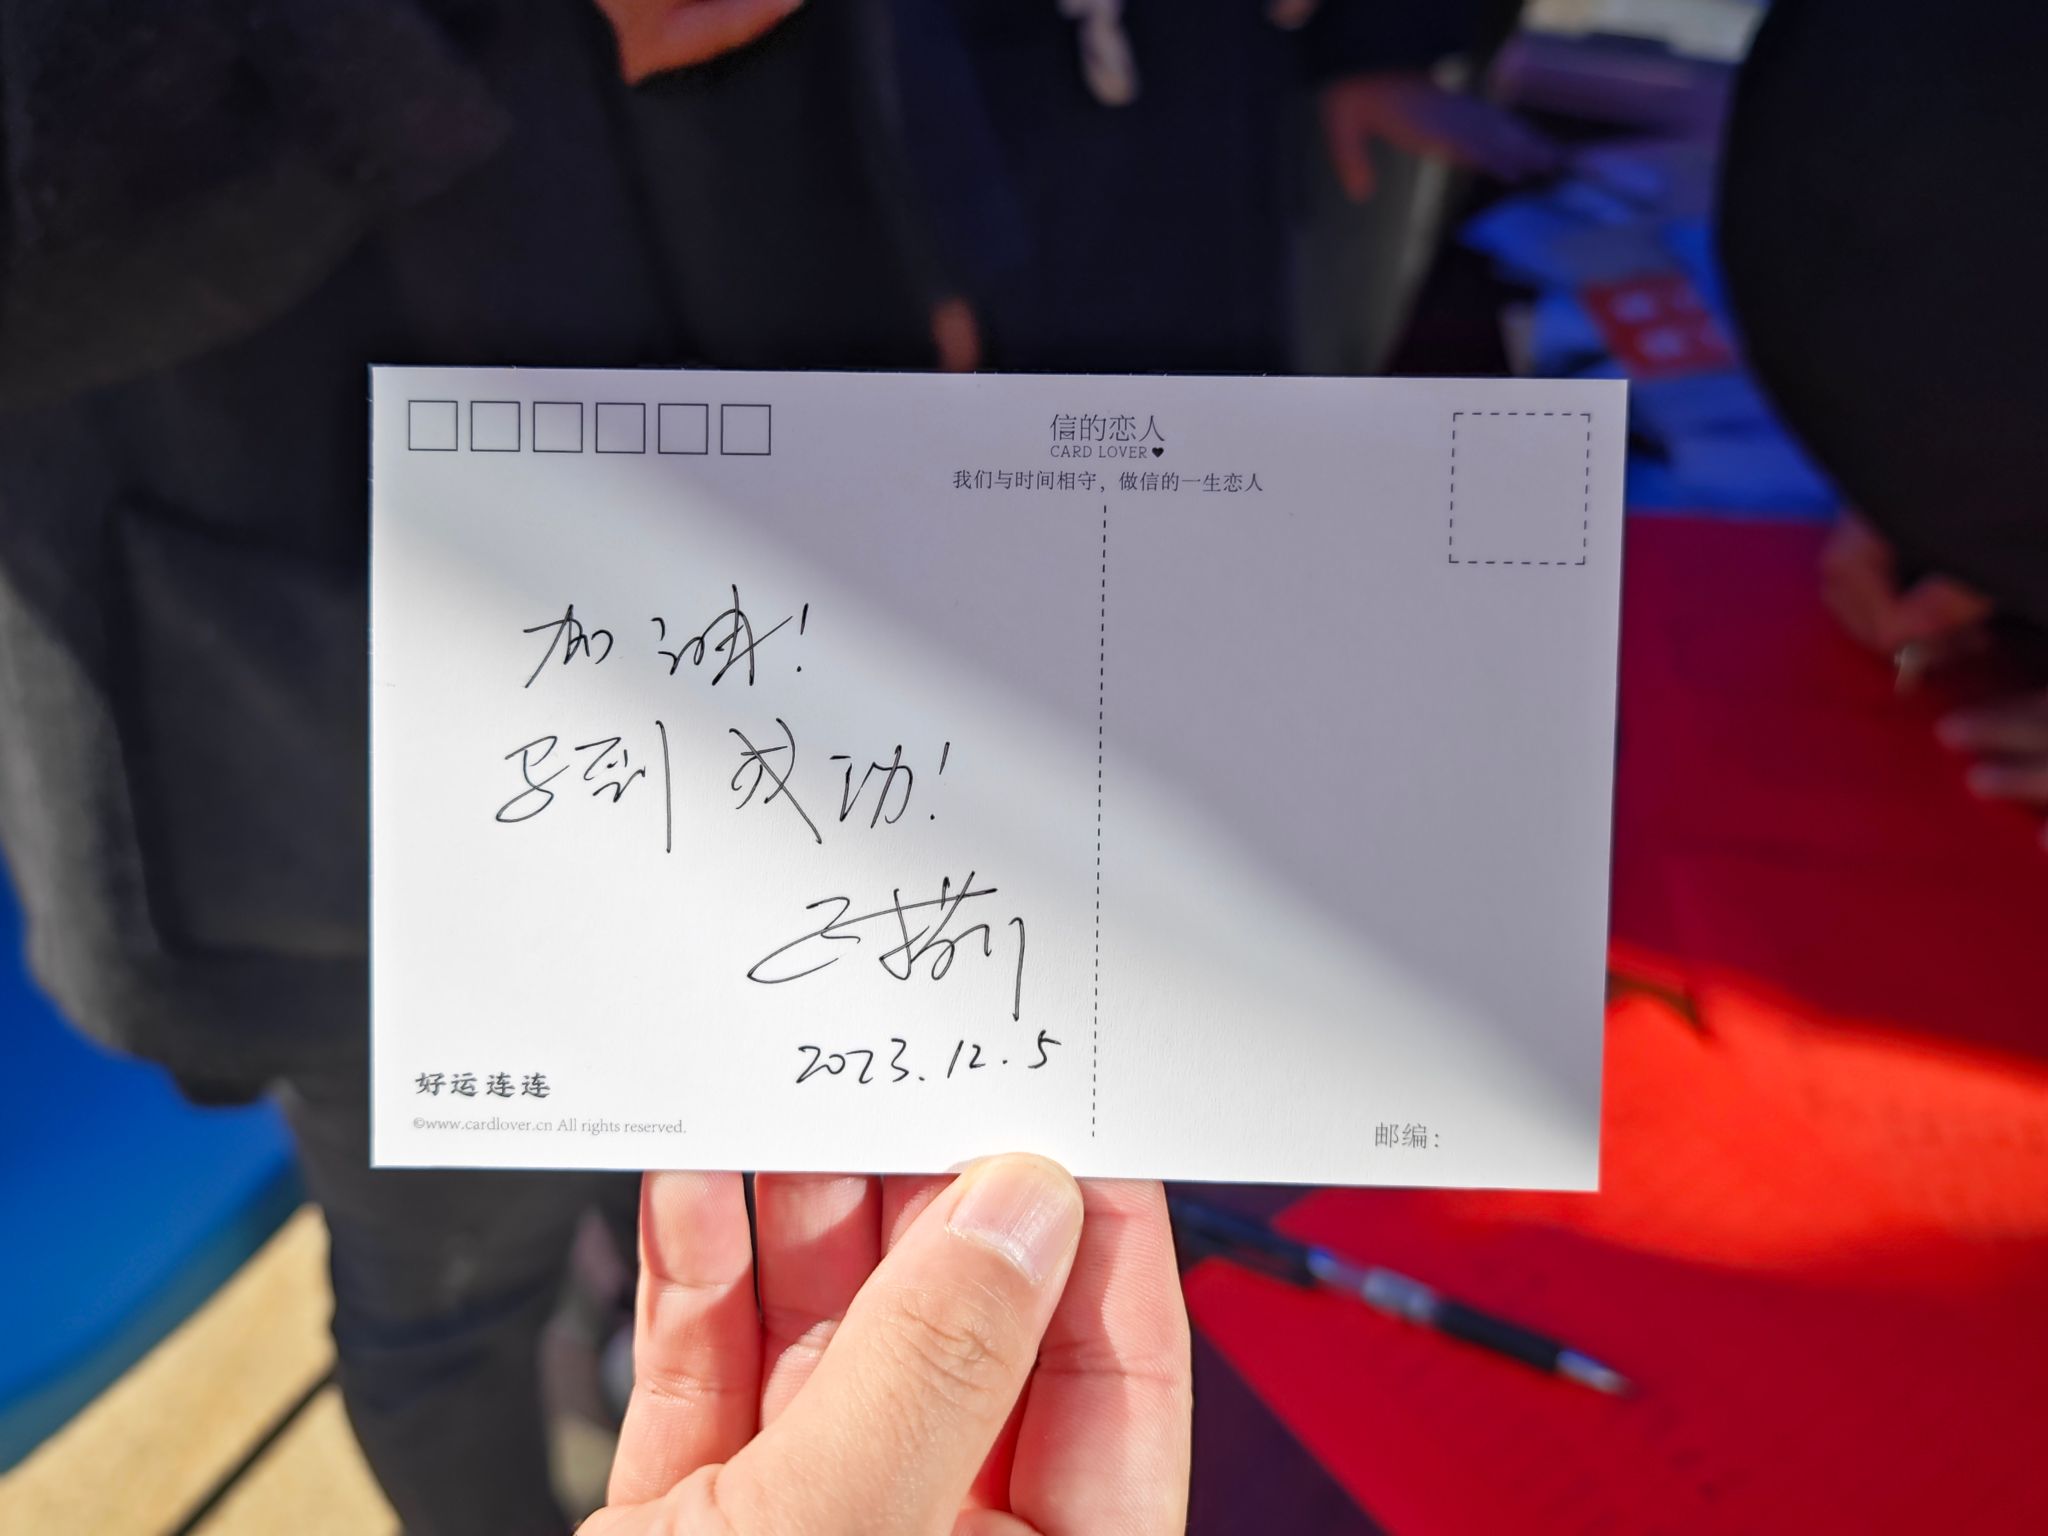 信的恋人
CARD LOVER♥
我们与时间相守，做信的一生恋人
加油!
马到成功!
2023.12.5
好运连连
©www.cardlover.cn All rights reserved.
邮编：